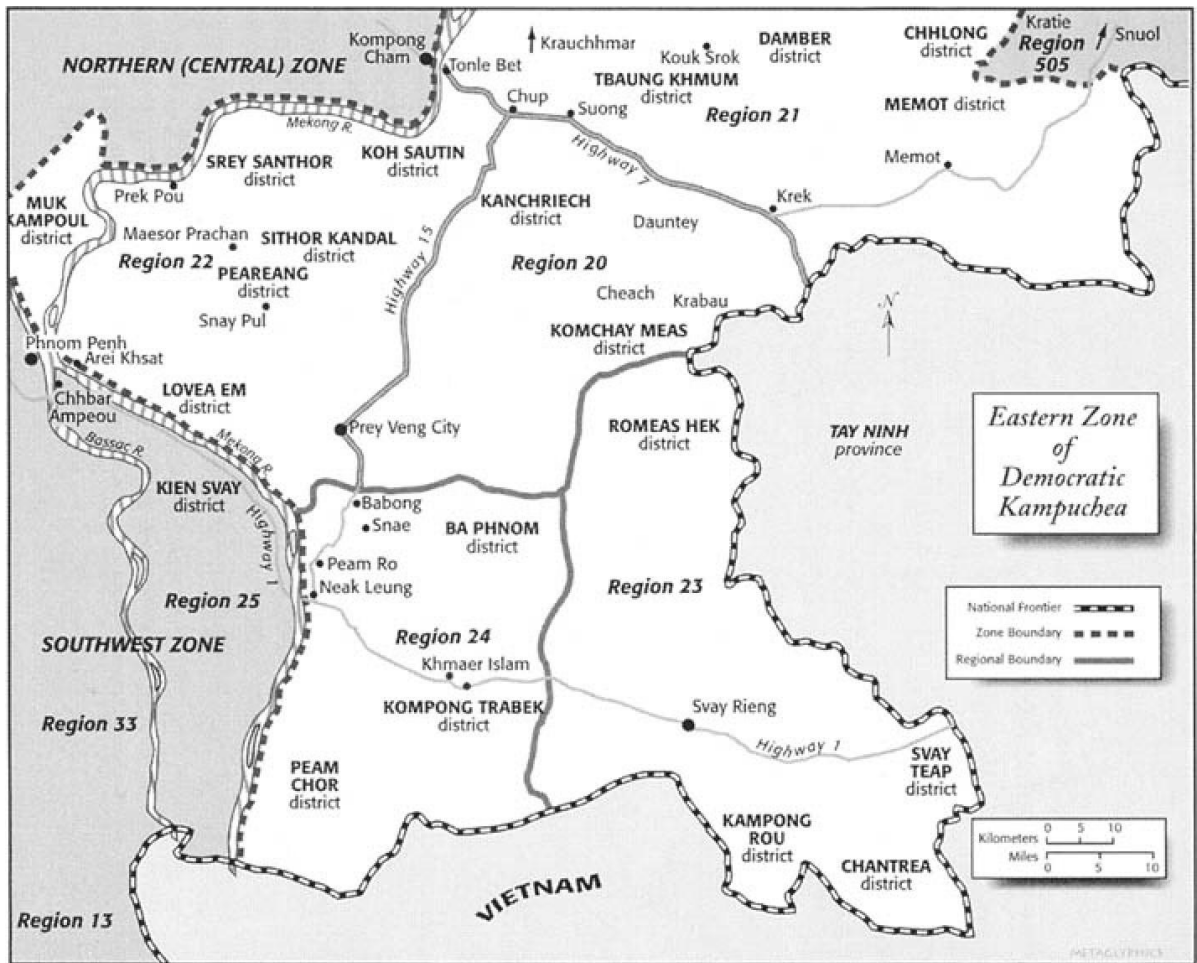 Kratie
Region
505
Snuol
Kompong
Cham
Krauchhmar
Kouk Srok
DAMBER
district
CHHLONG
district
NORTHERN (CENTRAL) ZONE
Tonle Bet
TBAUNG KHMUM
district
Chup
Suong
Region 21
MEMOT district
Mekong R.
Highway 7
KOH SAUTIN
district
SREY SANTHOR
district
Memot
Prek Pou
MUK
KAMPOUL
district
KANCHRIECH
district
Krek
Dauntey
Maesor Prachan
SITHOR KANDAL
district
Region 22
Highway 15
Region 20
PEAREANG
district
Cheach
Krabau
N
Snay Pul
KOMCHAY MEAS
district
Phnom Penh
Arei Khsat
Chhbar
Ampeou
LOVEA EM
district
Prey Veng City
ROMEAS HEK
district
TAY NINH
province
Eastern Zone
of
Democratic
Kampuchea
Bassac R.
Mekong R.
KIEN SVAY
district
Highway 1
Babong
Snae
BA PHNOM
district
Peam Ro
Neak Leung
Region 23
Region 25
National Frontier
Zone Boundary
Regional Boundary
SOUTHWEST ZONE
Region 24
Khmaer Islam
KOMPONG TRABEK
district
Region 33
Svay Rieng
Highway 1
PEAM
CHOR
district
SVAY
TEAP
district
KAMPONG
ROU
district
Kilometers
0 5 10
Miles
0 5 10
CHANTREA
district
VIETNAM
Region 13
METAGLYPHICS